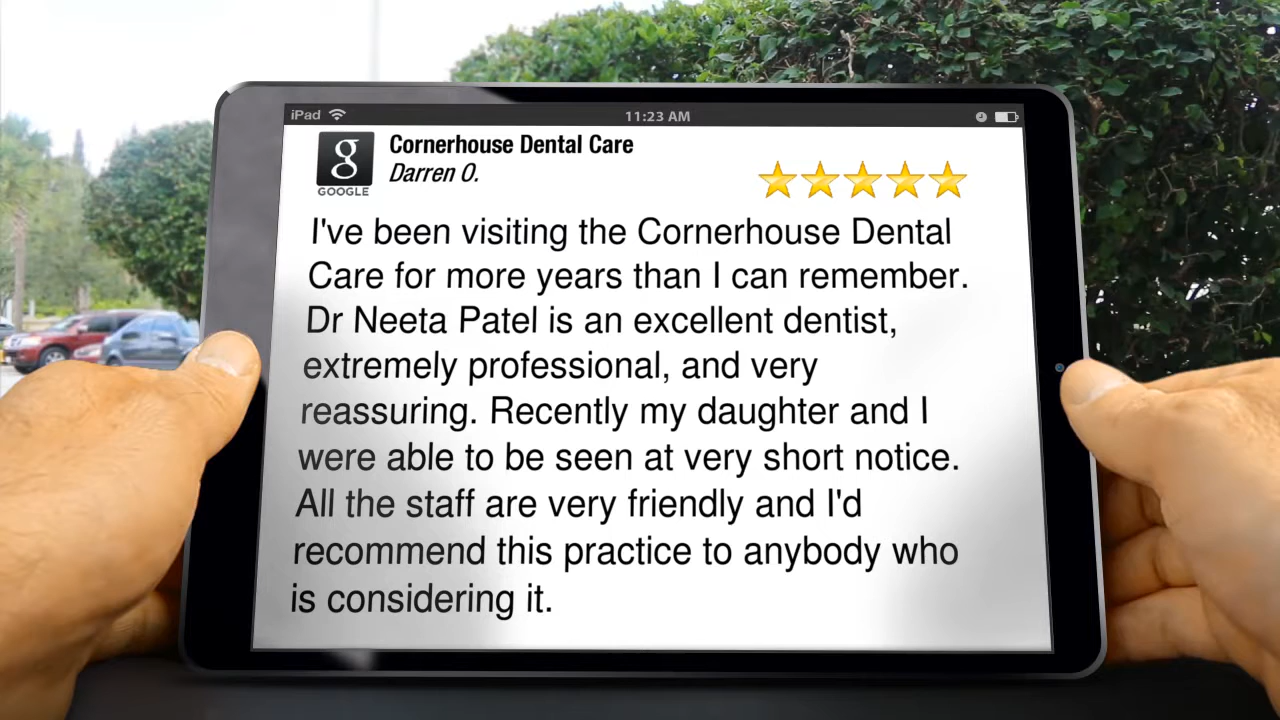 iPad
11:23 AM
g
GOOGLE
Cornerhouse Dental Care
Darren O.
I've been visiting the Cornerhouse Dental
Care for more years than I can remember.
Dr Neeta Patel is an excellent dentist,
extremely professional, and very
reassuring. Recently my daughter and I
were able to be seen at very short notice.
All the staff are very friendly and I'd
recommend this practice to anybody who
is considering it.